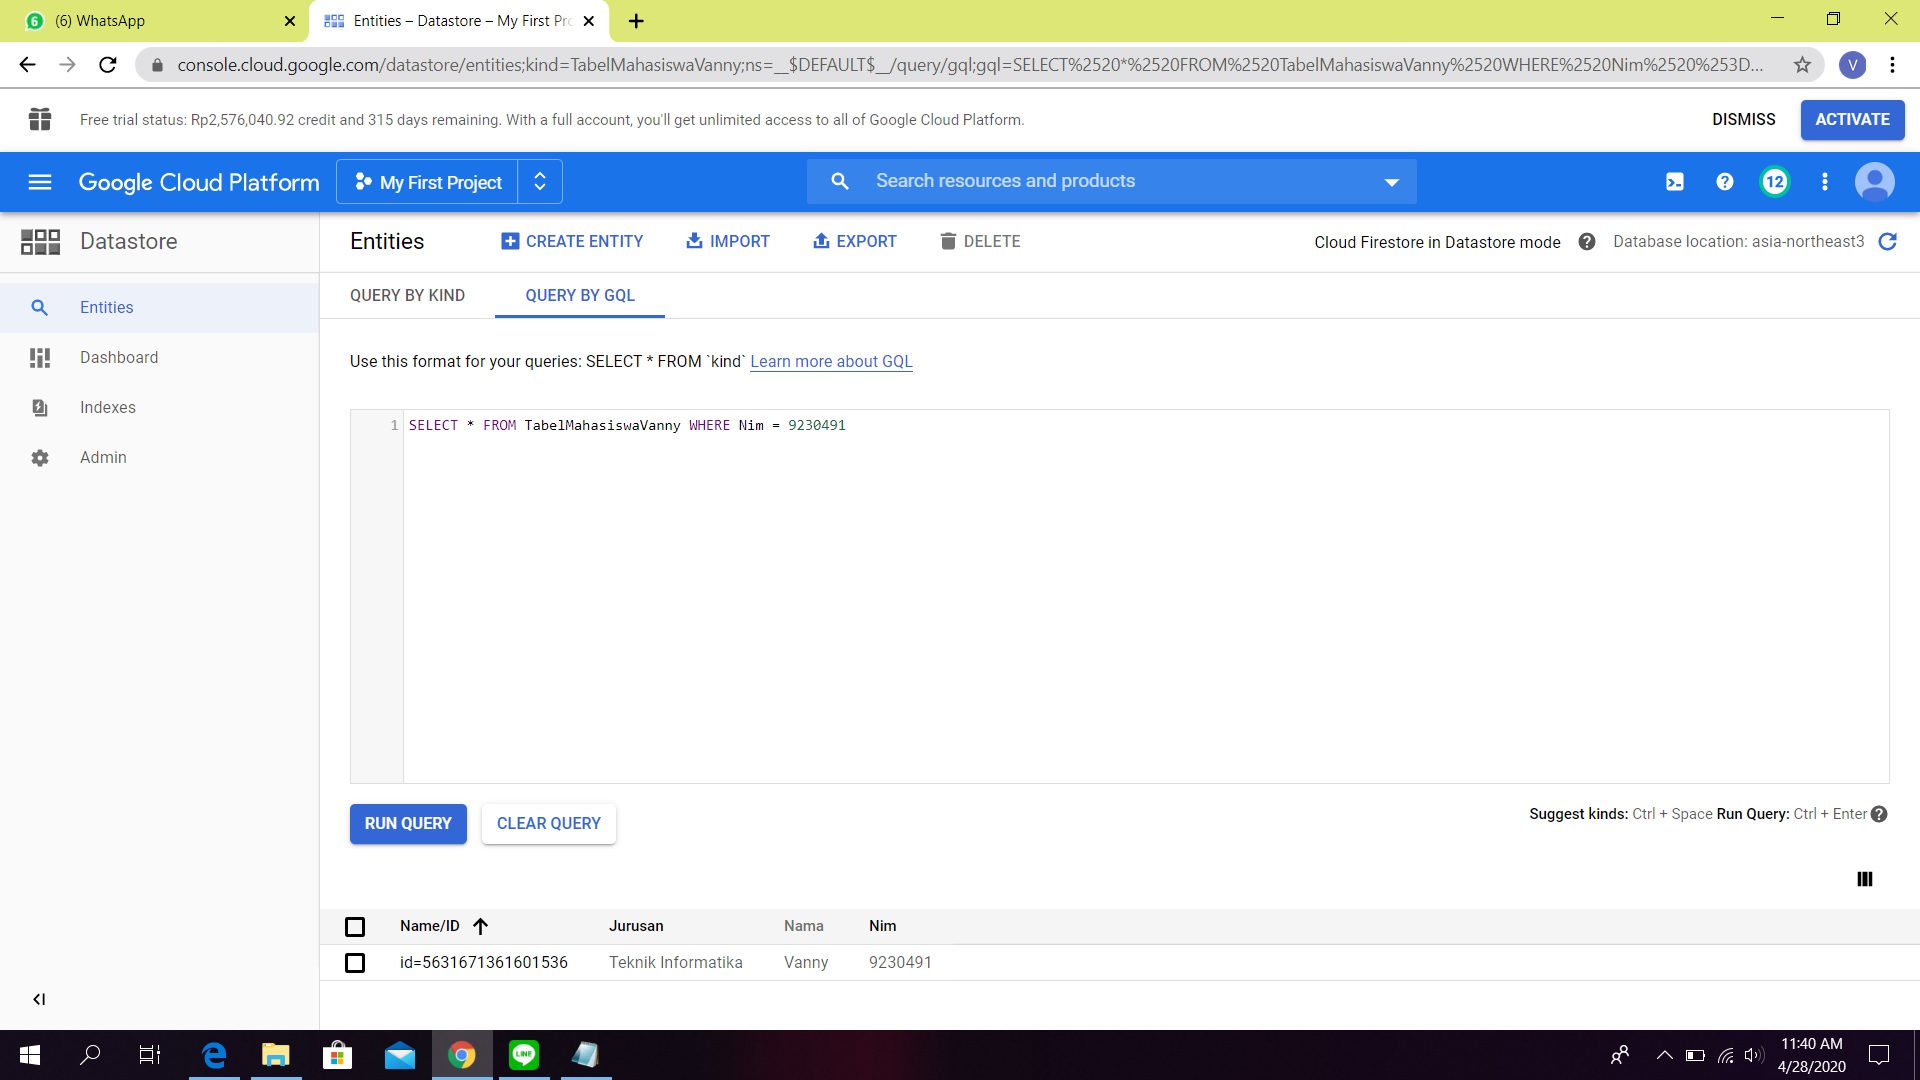 (6) WhatsApp
Entities – Datastore – My First Pro
console.cloud.google.com/datastore/entities;kind=TabelMahasiswaVanny;ns=__$DEFAULT$__/query/gql;gql=SELECT%2520*%2520FROM%2520TabelMahasiswaVanny%2520WHERE%2520Nim%2520%253D...
V
Free trial status: Rp2,576,040.92 credit and 315 days remaining. With a full account, you'll get unlimited access to all of Google Cloud Platform.
DISMISS
ACTIVATE
Google Cloud Platform
My First Project
Search resources and products
12
Datastore
Entities
CREATE ENTITY
IMPORT
EXPORT
DELETE
Cloud Firestore in Datastore mode
Database location: asia-northeast3
Entities
Dashboard
Indexes
Admin
QUERY BY KIND
QUERY BY GQL
Use this format for your queries: SELECT * FROM `kind` Learn more about GQL
1 SELECT * FROM TabelMahasiswaVanny WHERE Nim = 9230491
RUN QUERY
CLEAR QUERY
Suggest kinds: Ctrl + Space Run Query: Ctrl + Enter
Name/ID Jurusan Nama Nim
id=5631671361601536 Teknik Informatika Vanny 9230491
LINE
11:40 AM
4/28/2020